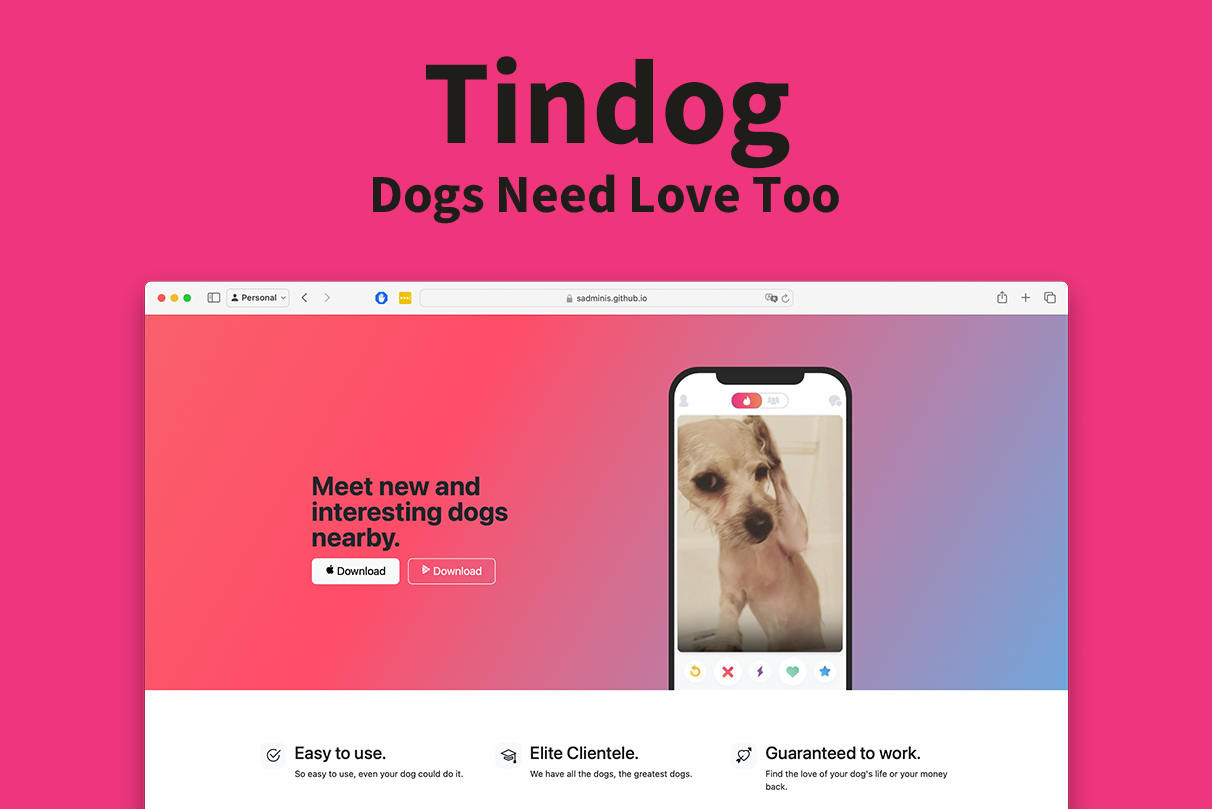 Tindog
Dogs Need Love Too
Personal
sadminis.github.io
Meet new and
interesting dogs
nearby.
Download
Download
Easy to use.
So easy to use, even your dog could do it.
Elite Clientele.
We have all the dogs, the greatest dogs.
Guaranteed to work.
Find the love of your dog's life or your money
back.